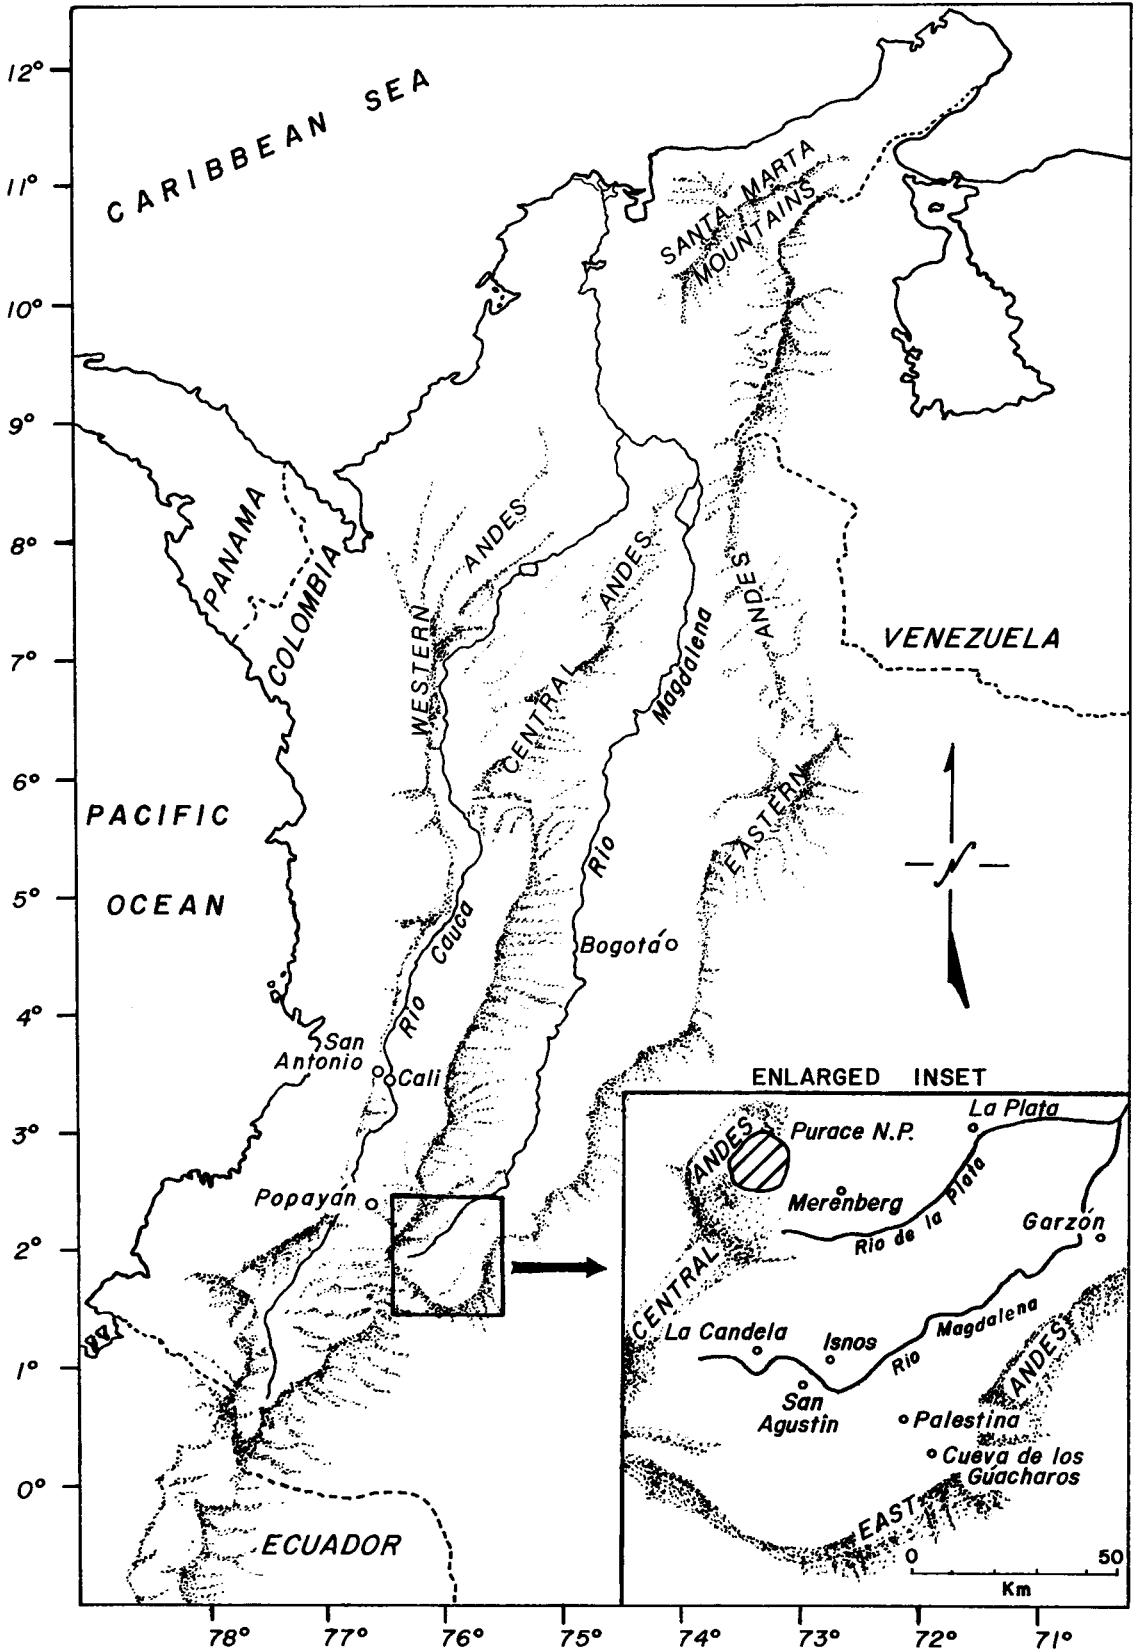 12°
11°
10°
9°
8°
7°
6°
5°
4°
3°
2°
1°
0°
CARIBBEAN SEA
SANTA MARTA
MOUNTAINS
PANAMA
COLOMBIA
WESTERN
ANDES
CENTRAL
ANDES
ANDES
EASTERN
VENEZUELA
Rio
Magdalena
PACIFIC
OCEAN
Rio
Cauca
Bogotá
San
Antonio
Cali
Popayán
ECUADOR
ENLARGED INSET
La Plata
ANDES
Purace N.P.
Merenberg
Rio de la Plata
Garzón
CENTRAL
La Candela
Isnos
Rio
Magdalena
San
Agustin
ANDES
Palestina
Cueva de los
Guacharos
EAST
0 50
Km
78° 77° 76° 75° 74° 73° 72° 71°